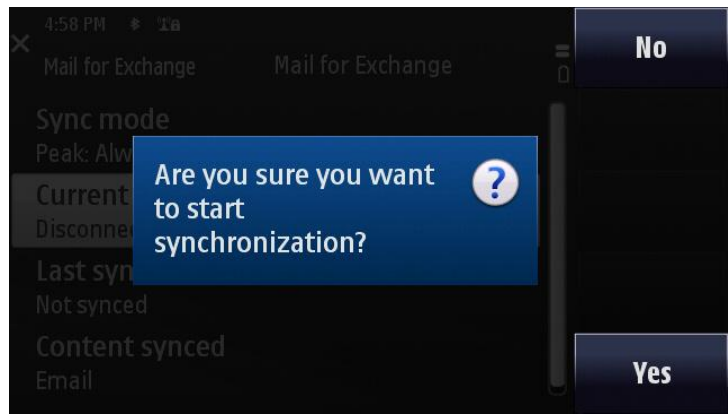 4:58 PM
Mail for Exchange
Mail for Exchange
No
Sync mode
Peak: Alw
Are you sure you want
to start
synchronization?
?
Current
Disconne
Last syn
Not synced
Content synced
Email
Yes